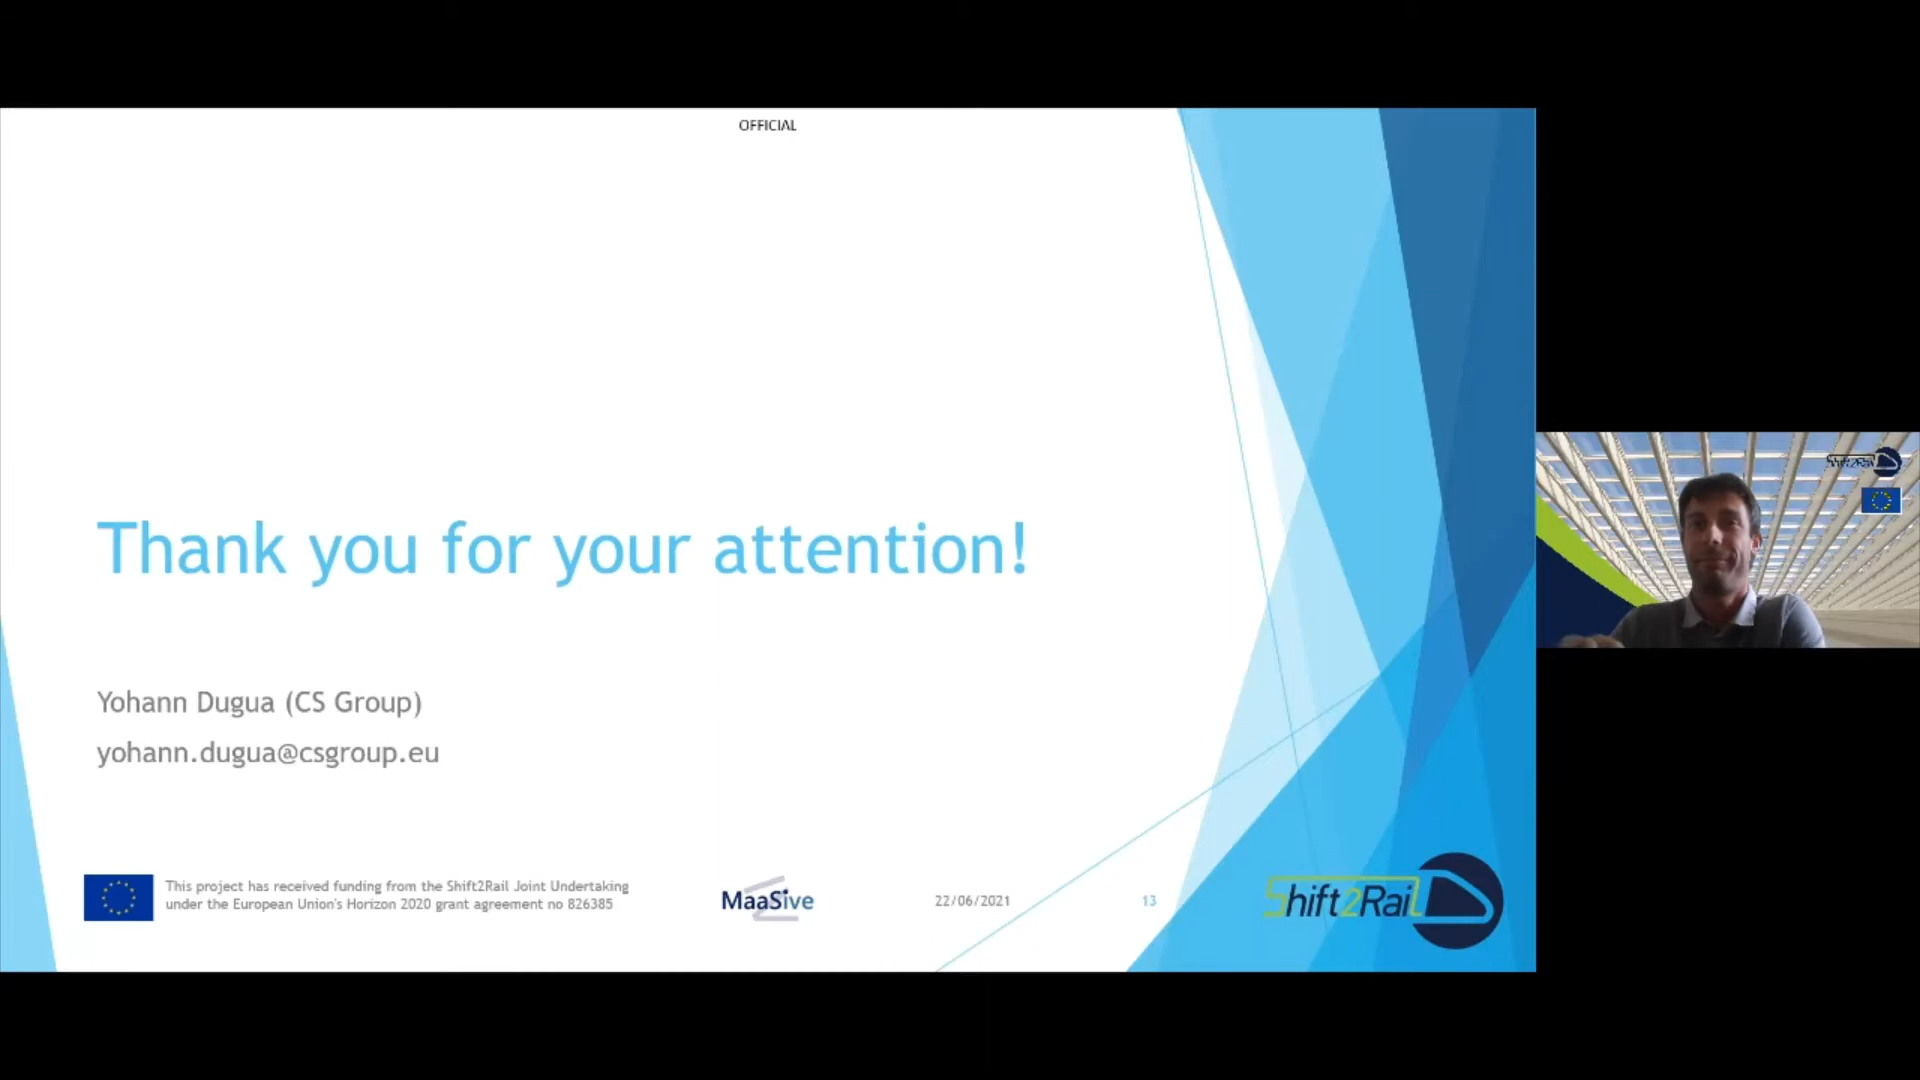 OFFICIAL
Thank you for your attention!
Yohann Dugua (CS Group)
yohann.dugua@csgroup.eu
This project has received funding from the Shift2Rail Joint Undertaking
under the European Union's Horizon 2020 grant agreement no 826385
MaaSive
22/06/2021
13
Shift2Rail
Shift2Rail